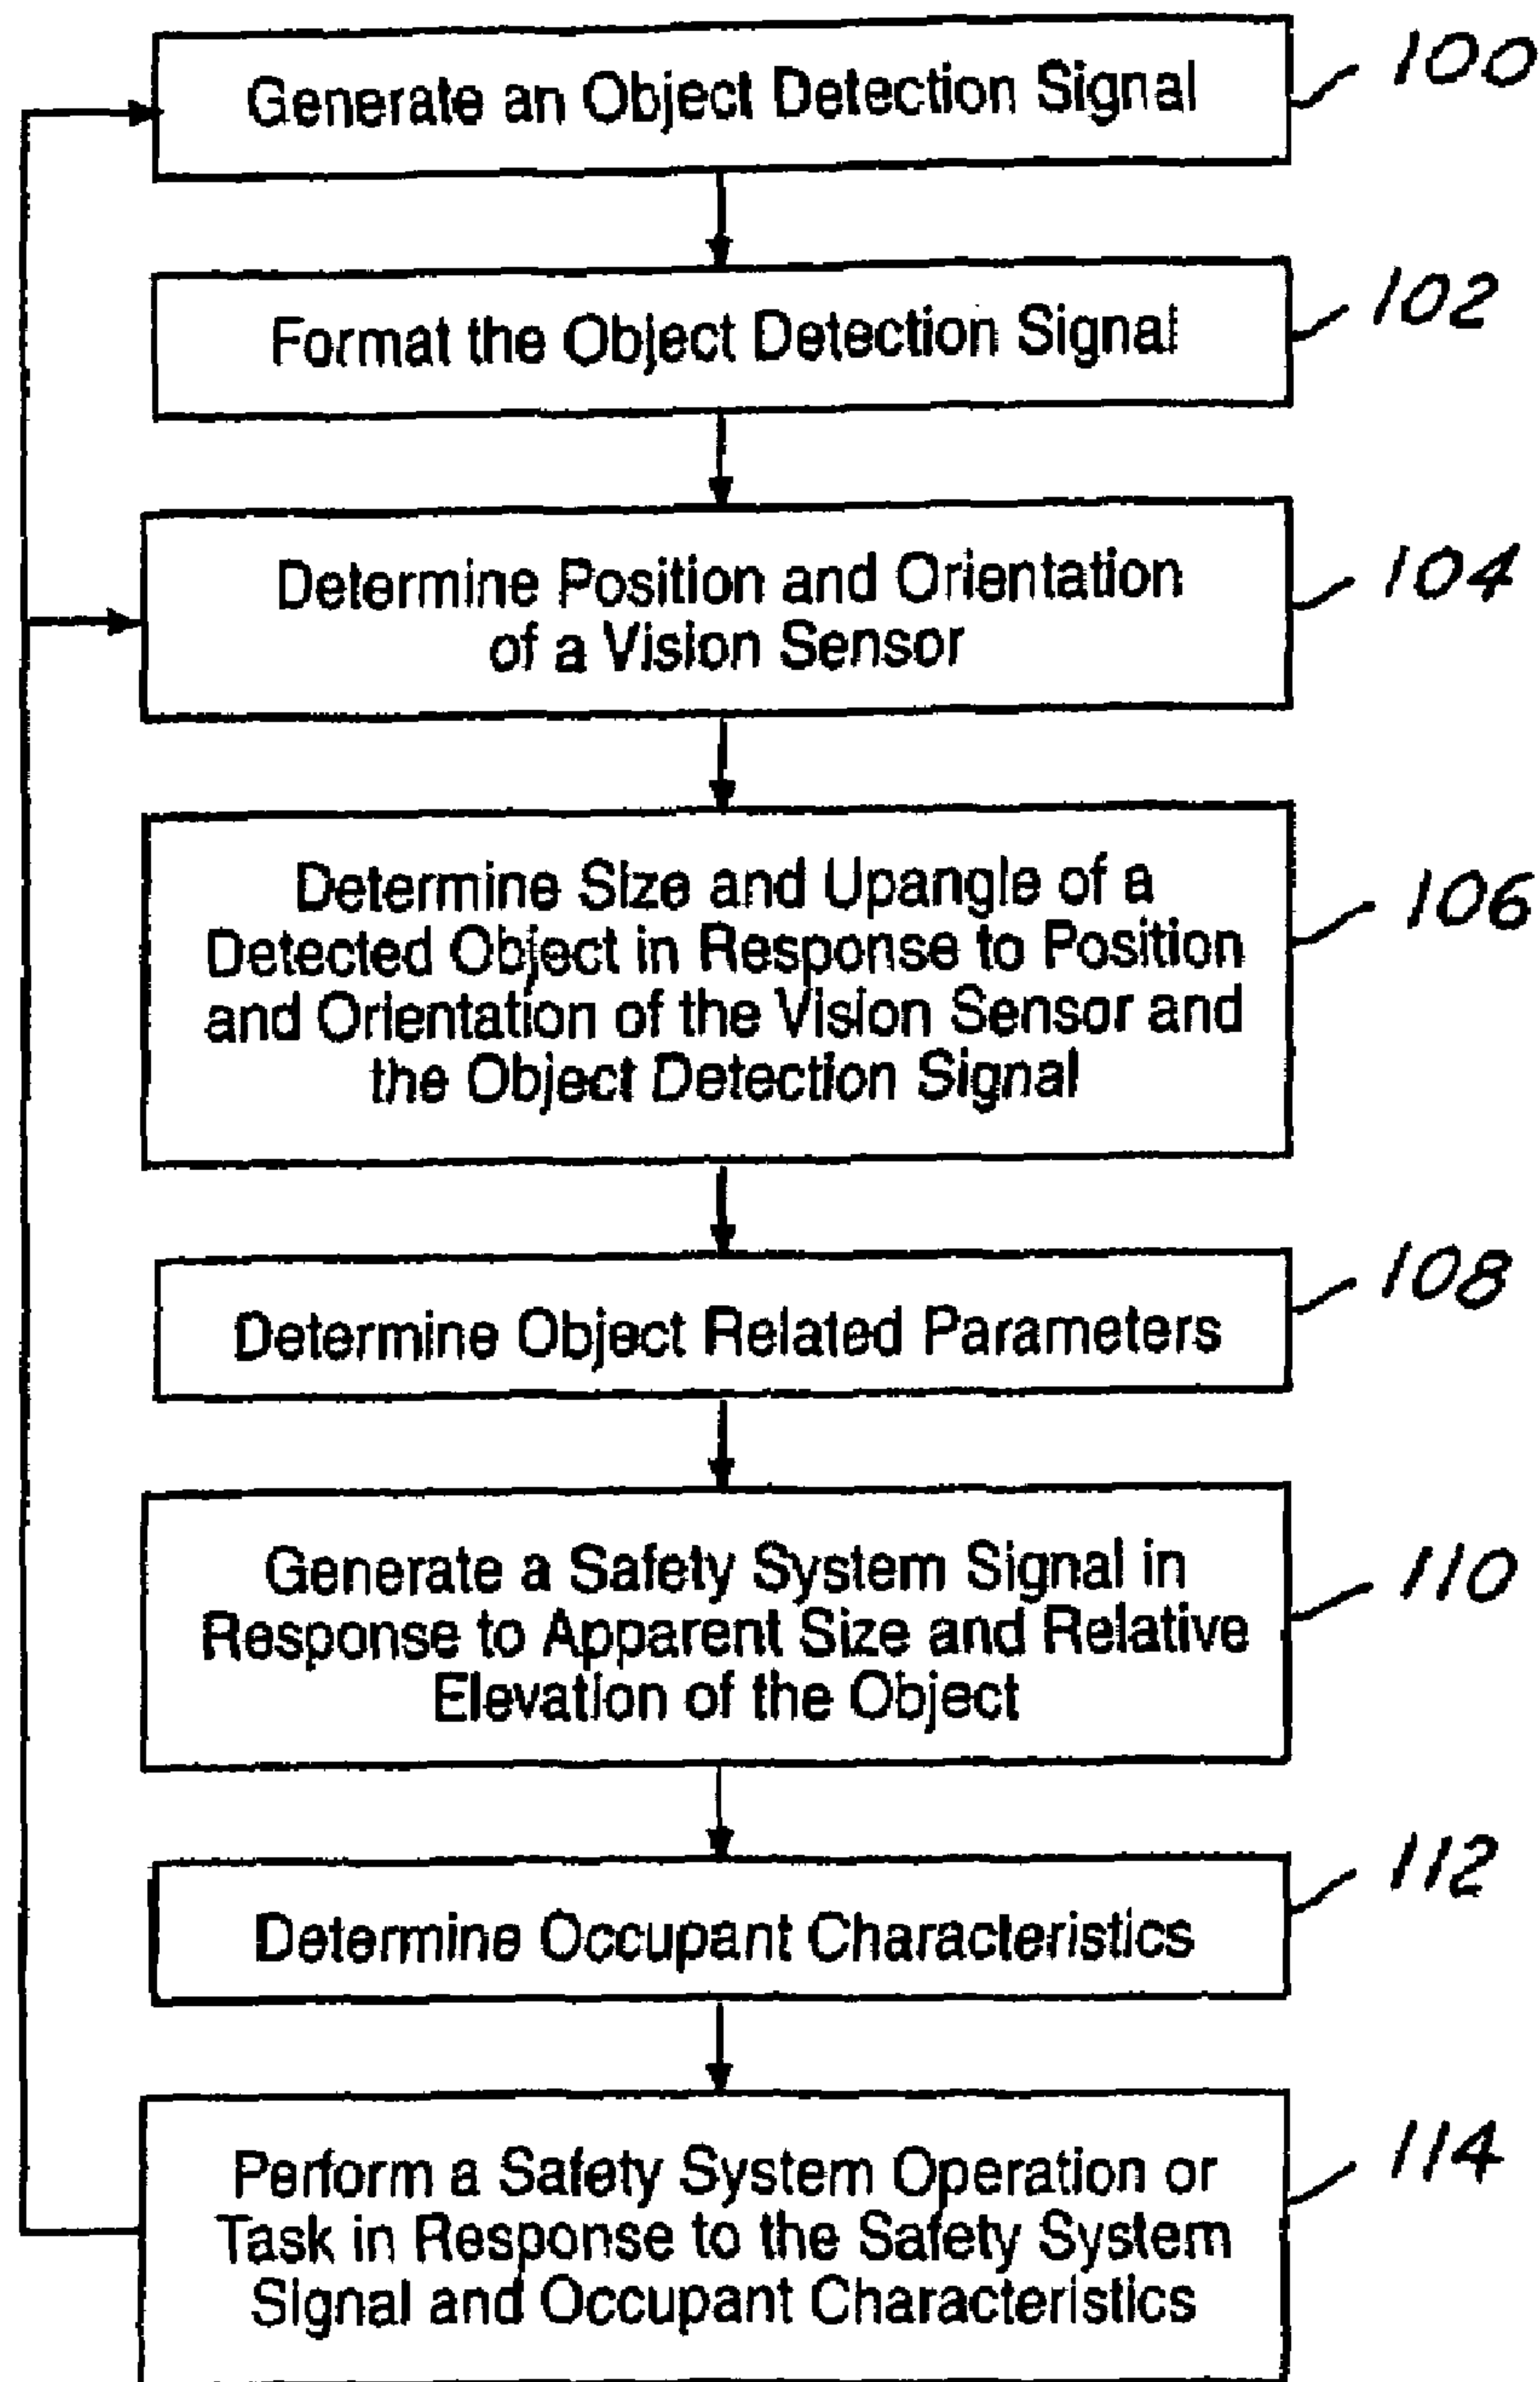 Generate an Object Detection Signal
100
Format the Object Detection Signal
102
Determine Position and Orientation
of a Vision Sensor
104
Determine Size and Upangle of a
Detected Object in Response to Position
and Orientation of the Vision Sensor and
the Object Detection Signal
106
Determine Object Related Parameters
108
Generate a Safety System Signal in
Response to Apparent Size and Relative
Elevation of the Object
110
Determine Occupant Characteristics
112
Perform a Safety System Operation or
Task in Response to the Safety System
Signal and Occupant Characteristics
114